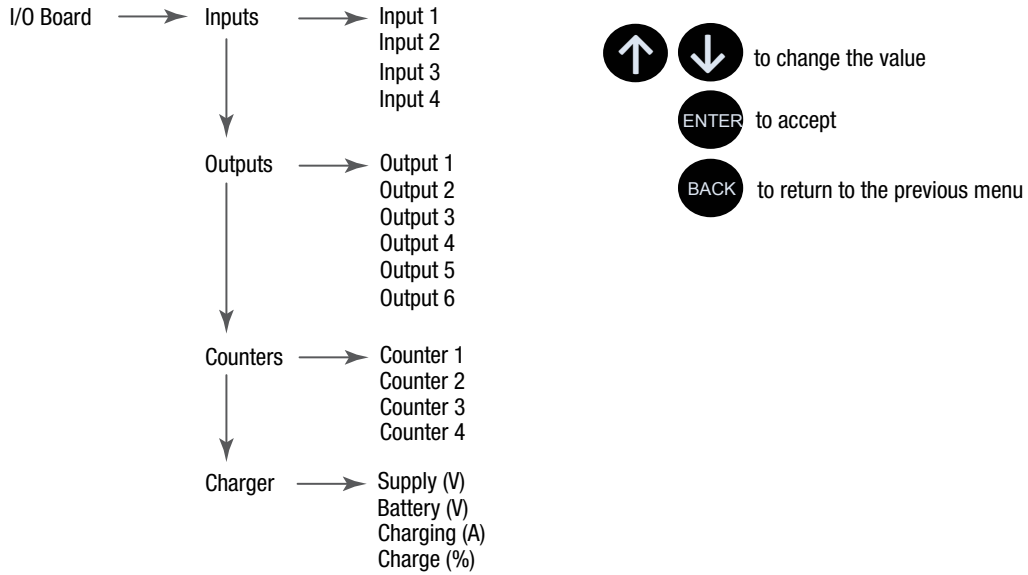 I/O Board
Inputs
Input 1
Input 2
Input 3
Input 4
Outputs
Output 1
Output 2
Output 3
Output 4
Output 5
Output 6
Counters
Counter 1
Counter 2
Counter 3
Counter 4
Charger
Supply (V)
Battery (V)
Charging (A)
Charge (%)
to change the value
ENTER to accept
BACK to return to the previous menu